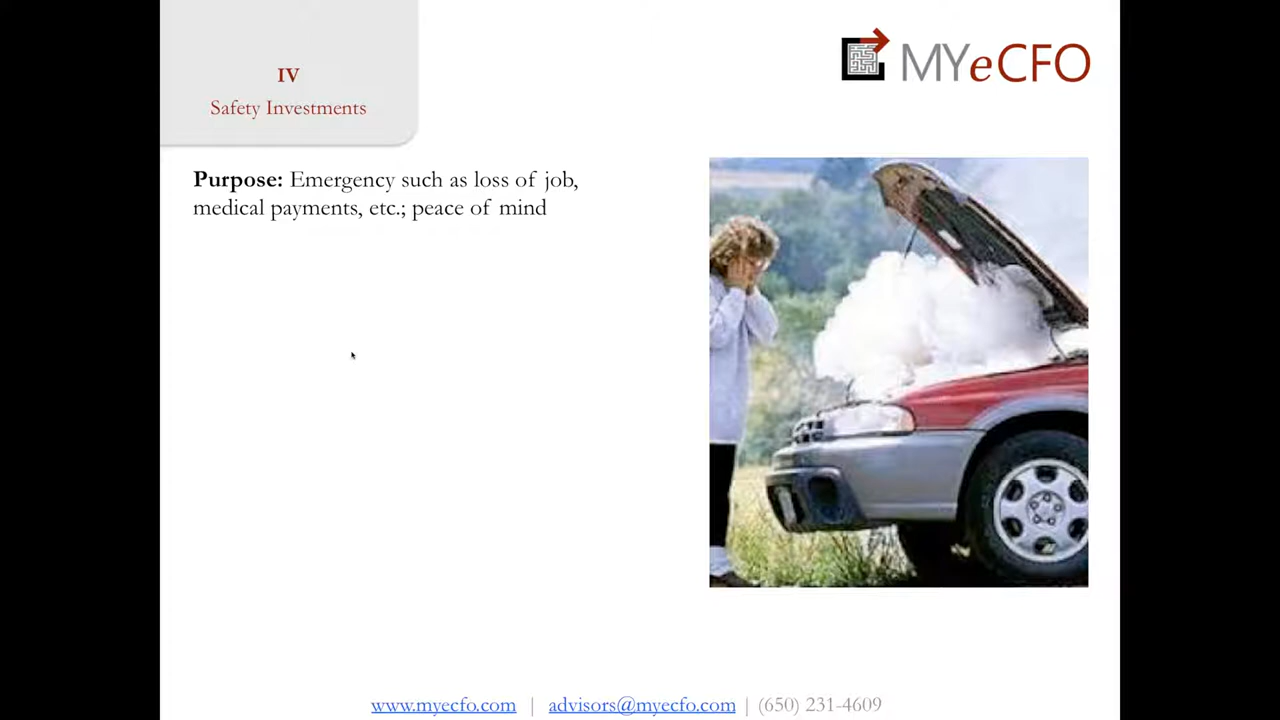 IV
Safety Investments
MYeCFO
Purpose: Emergency such as loss of job,
medical payments, etc.; peace of mind
www.myecfo.com | advisors@myecfo.com | (650) 231-4609